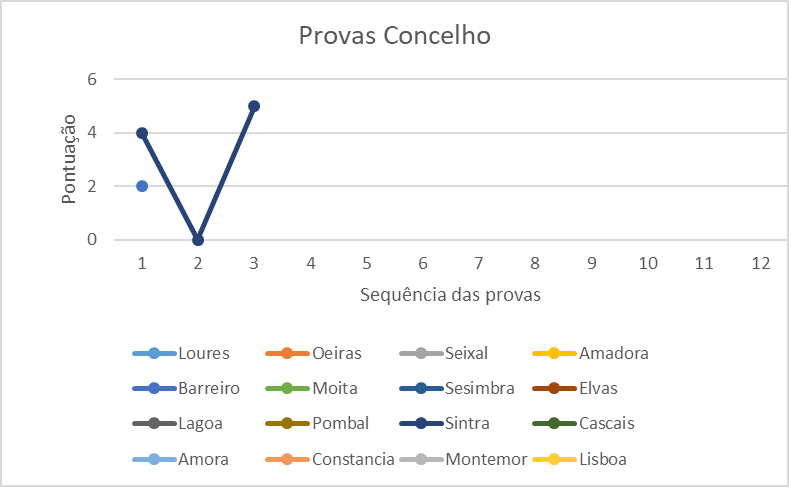 Provas Concelho
6
4
2
0
Pontuação
1 2 3 4 5 6 7 8 9 10 11 12
Sequência das provas
Loures Oeiras Seixal Amadora
Barreiro Moita Sesimbra Elvas
Lagoa Pombal Sintra Cascais
Amora Constancia Montemor Lisboa